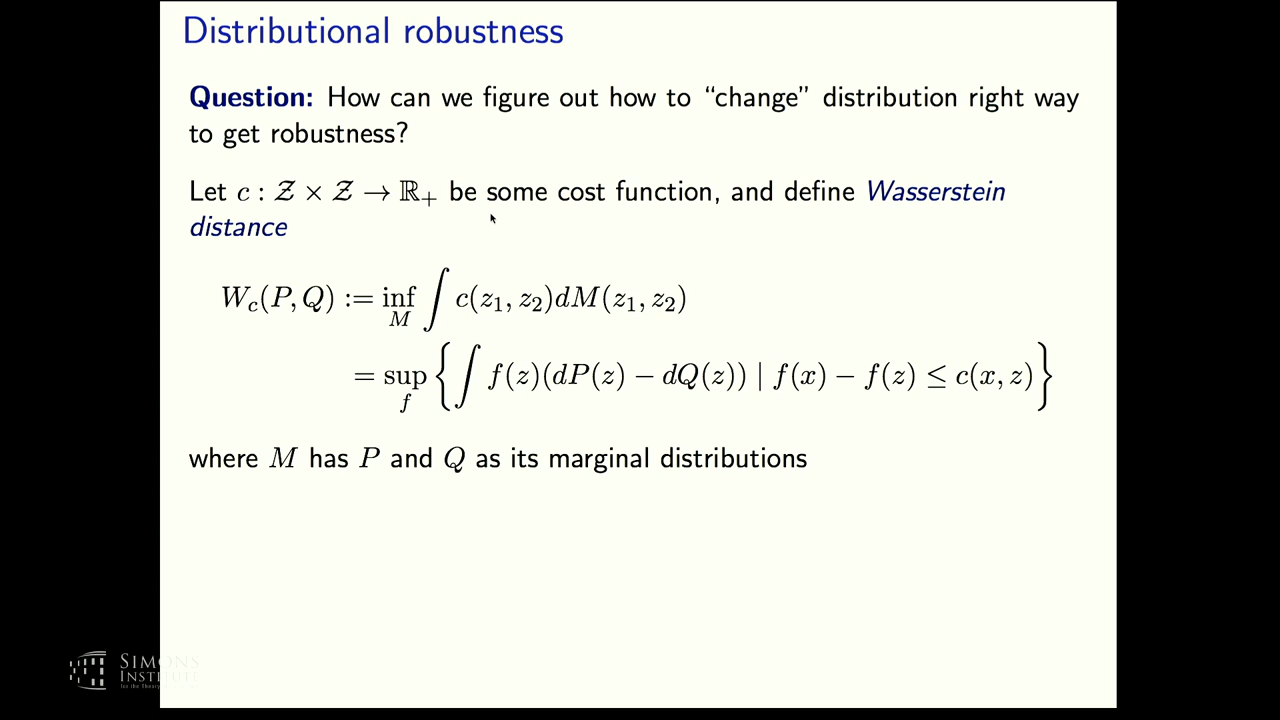 Distributional robustness
Question: How can we figure out how to “change” distribution right way
to get robustness?
Let c : 𝒵 × 𝒵 → ℝ₊ be some cost function, and define Wasserstein
distance
W_c(P, Q) := inf_M ∫ c(z₁, z₂)dM(z₁, z₂)
= sup_f { ∫ f(z)(dP(z) − dQ(z)) | f(x) − f(z) ≤ c(x, z) }
where M has P and Q as its marginal distributions
SIMONS
INSTITUTE